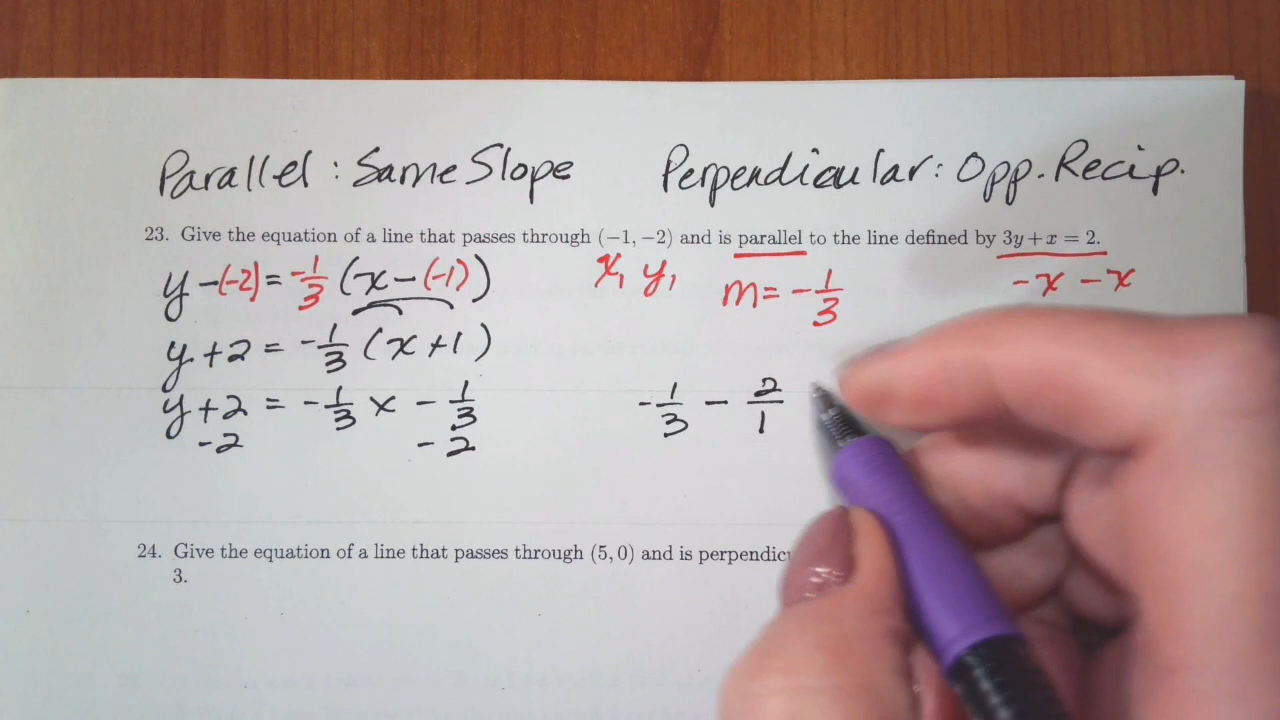 Parallel : Same Slope Perpendicular : Opp. Recip.
23. Give the equation of a line that passes through (−1, −2) and is parallel to the line defined by 3y + x = 2.
y -(-2) = -1/3 (x - (-1)) x₁ y₁ m = -1/3 -x -x
y + 2 = -1/3 (x + 1)
y + 2 = -1/3 x - 1/3 -1/3 - 2/1
-2 -2
24. Give the equation of a line that passes through (5, 0) and is
3.